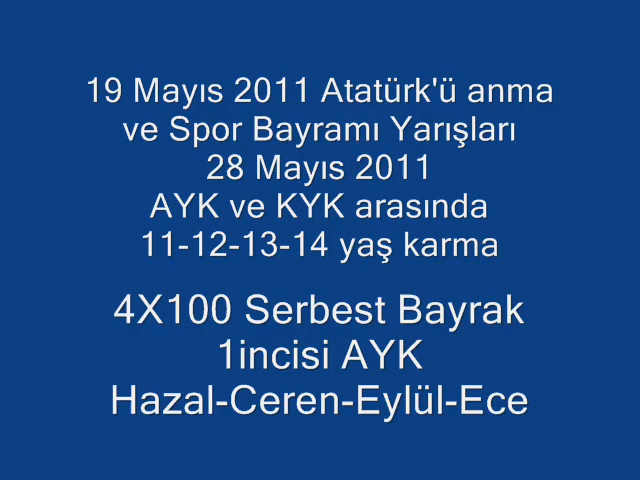 19 Mayıs 2011 Atatürk'ü anma
ve Spor Bayramı Yarışları
28 Mayıs 2011
AYK ve KYK arasında
11-12-13-14 yaş karma
4X100 Serbest Bayrak
1incisi AYK
Hazal-Ceren-Eylül-Ece